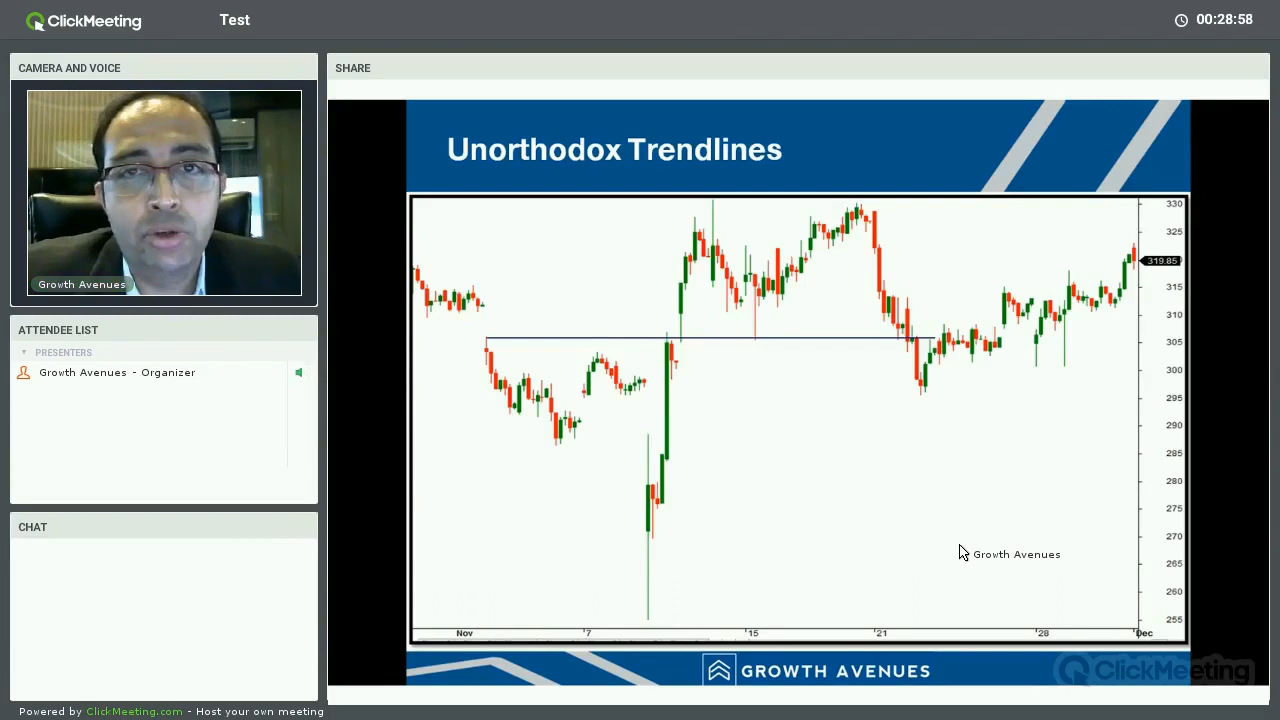 ClickMeeting
Test
00:28:58
CAMERA AND VOICE
Growth Avenues
ATTENDEE LIST
PRESENTERS
Growth Avenues - Organizer
CHAT
SHARE
Unorthodox Trendlines
330
325
319.85
315
310
305
300
295
290
285
280
275
270
265
260
255
Growth Avenues
Nov
'7
'15
'21
'28
Dec
GROWTH AVENUES
ClickMeeting
Powered by ClickMeeting.com - Host your own meeting